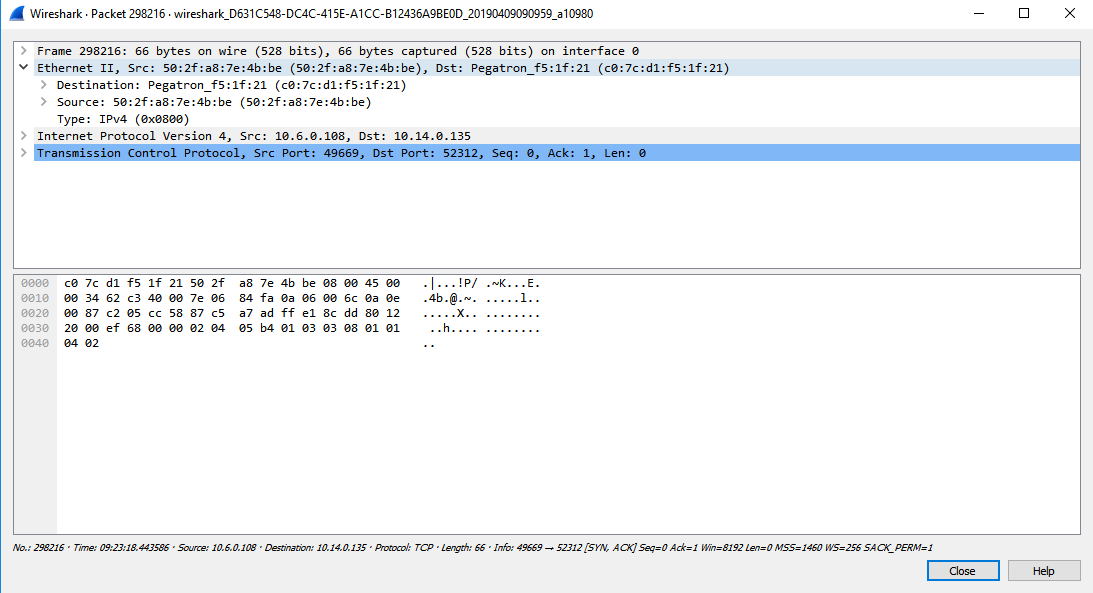 Wireshark · Packet 298216 · wireshark_D631C548-DC4C-415E-A1CC-B12436A9BE0D_20190409090959_a10980
Frame 298216: 66 bytes on wire (528 bits), 66 bytes captured (528 bits) on interface 0
Ethernet II, Src: 50:2f:a8:7e:4b:be (50:2f:a8:7e:4b:be), Dst: Pegatron_f5:1f:21 (c0:7c:d1:f5:1f:21)
Destination: Pegatron_f5:1f:21 (c0:7c:d1:f5:1f:21)
Source: 50:2f:a8:7e:4b:be (50:2f:a8:7e:4b:be)
Type: IPv4 (0x0800)
Internet Protocol Version 4, Src: 10.6.0.108, Dst: 10.14.0.135
Transmission Control Protocol, Src Port: 49669, Dst Port: 52312, Seq: 0, Ack: 1, Len: 0
0000 c0 7c d1 f5 1f 21 50 2f a8 7e 4b be 08 00 45 00 .|...!P/ .~K...E.
0010 00 34 62 c3 40 00 7e 06 84 fa 0a 06 00 6c 0a 0e .4b.@.~. .....l..
0020 00 87 c2 05 cc 58 87 c5 a7 ad ff e1 8c dd 80 12 .....X.. ........
0030 20 00 ef 68 00 00 02 04 05 b4 01 03 03 08 01 01 ..h.... ........
0040 04 02 ..
No.: 298216 · Time: 09:23:18.443586 · Source: 10.6.0.108 · Destination: 10.14.0.135 · Protocol: TCP · Length: 66 · Info: 49669 → 52312 [SYN, ACK] Seq=0 Ack=1 Win=8192 Len=0 MSS=1460 WS=256 SACK_PERM=1
Close Help